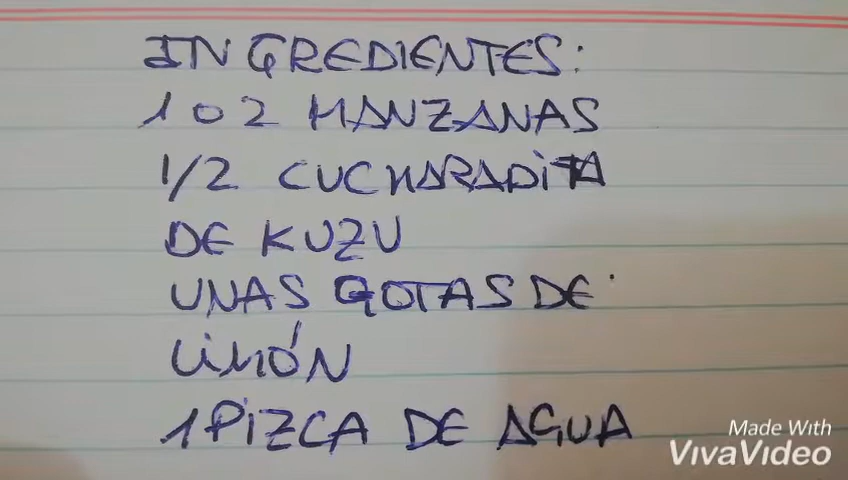 INGREDIENTES:
1 O 2 MANZANAS
1/2 CUCHARADITA
DE KUZU
UNAS GOTAS DE
LIMÓN
1 PIZCA DE AGUA
Made With
VivaVideo